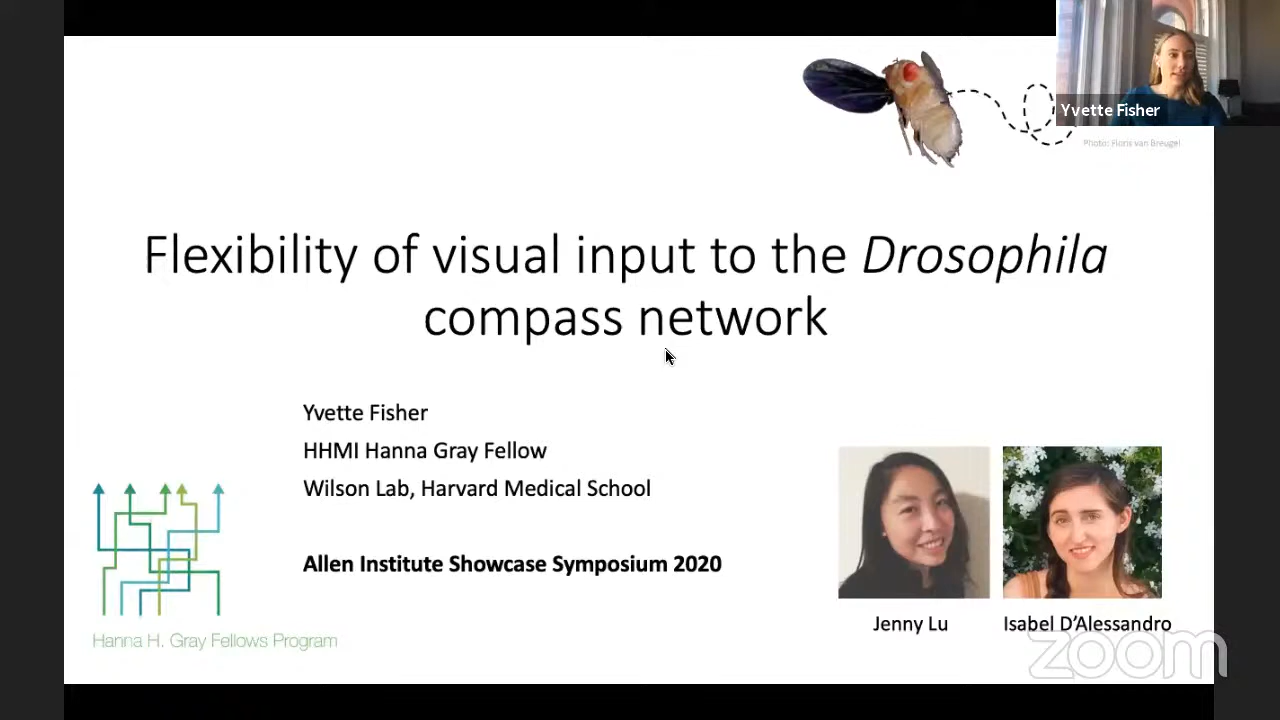 Yvette Fisher
Photo: Floris van Breugel
Flexibility of visual input to the Drosophila
compass network
Yvette Fisher
HHMI Hanna Gray Fellow
Wilson Lab, Harvard Medical School
Allen Institute Showcase Symposium 2020
Hanna H. Gray Fellows Program
Jenny Lu
Isabel D'Alessandro
zoom